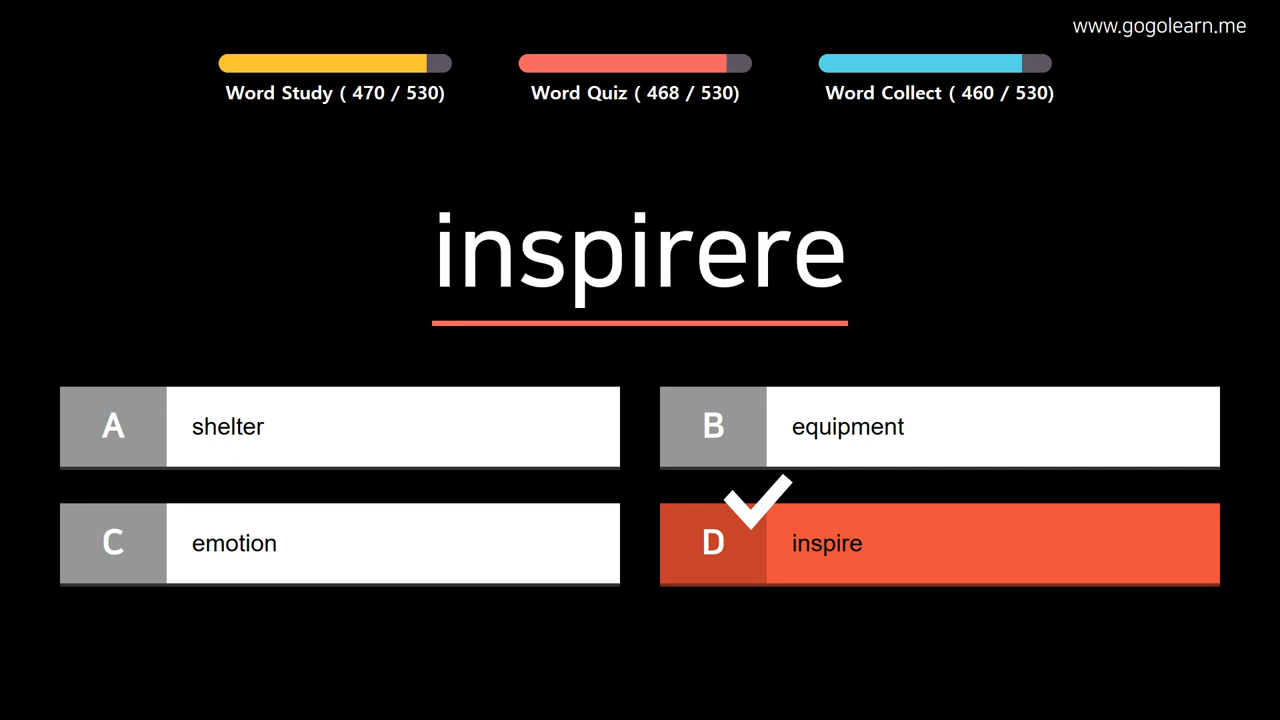 www.gogolearn.me
Word Study ( 470 / 530)
Word Quiz ( 468 / 530)
Word Collect ( 460 / 530)
inspirere
A shelter
B equipment
C emotion
D inspire